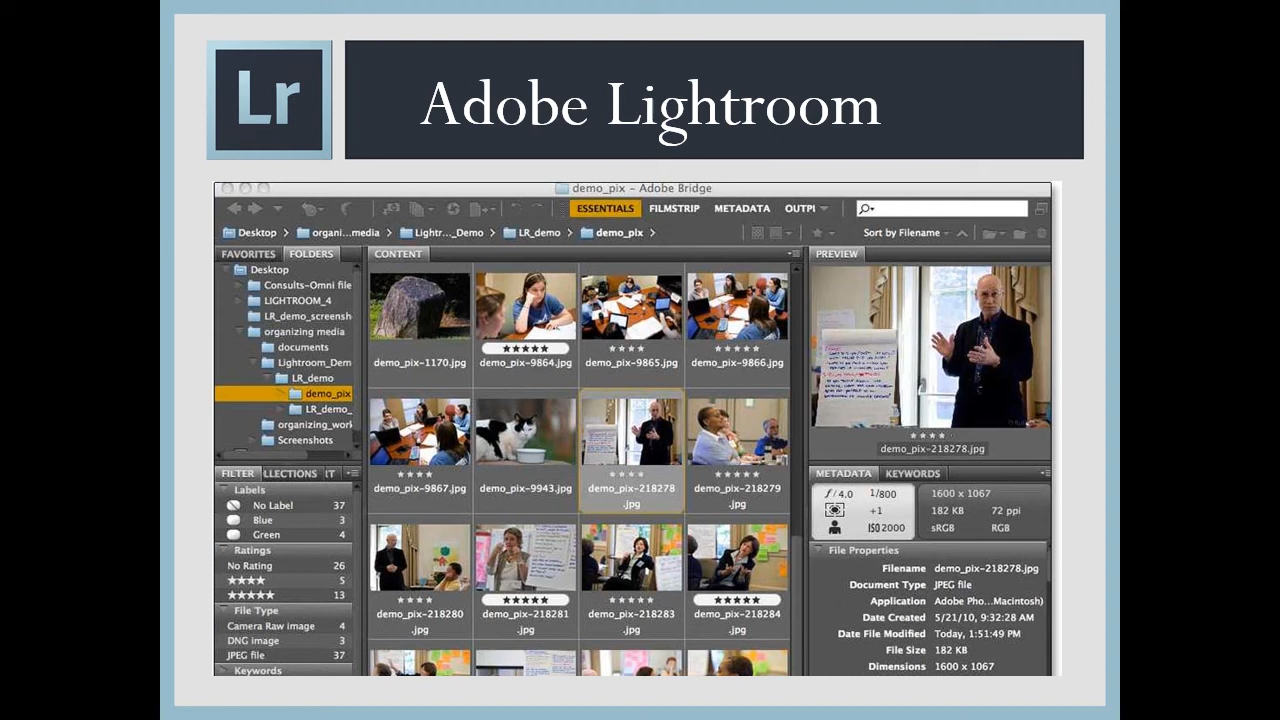 Lr
Adobe Lightroom
demo_pix – Adobe Bridge
ESSENTIALS FILMSTRIP METADATA OUTPI
Desktop organi...media Lightr..._Demo LR_demo demo_pix Sort by Filename
FAVORITES FOLDERS
Desktop
Consults-Omni file
LIGHTROOM_4
LR_demo_screensh
organizing media
documents
Lightroom_Dem
LR_demo
demo_pix
LR_demo_
organizing_work
Screenshots
FILTER LLECTIONS IT
Labels
No Label 37
Blue 3
Green 4
Ratings
No Rating 26
★★★★ 5
★★★★★ 13
File Type
Camera Raw image 4
DNG image 3
JPEG file 37
Keywords
CONTENT
demo_pix-1170.jpg demo_pix-9864.jpg demo_pix-9865.jpg demo_pix-9866.jpg
demo_pix-9867.jpg demo_pix-9943.jpg demo_pix-218278 demo_pix-218279
.jpg .jpg
demo_pix-218280 demo_pix-218281 demo_pix-218283 demo_pix-218284
.jpg .jpg .jpg .jpg
PREVIEW
demo_pix-218278.jpg
METADATA KEYWORDS
f/4.0 1/800 1600 x 1067
+1 182 KB 72 ppi
ISO2000 sRGB RGB
File Properties
Filename demo_pix-218278.jpg
Document Type JPEG file
Application Adobe Pho...Macintosh)
Date Created 5/21/10, 9:32:28 AM
Date File Modified Today, 1:51:49 PM
File Size 182 KB
Dimensions 1600 x 1067